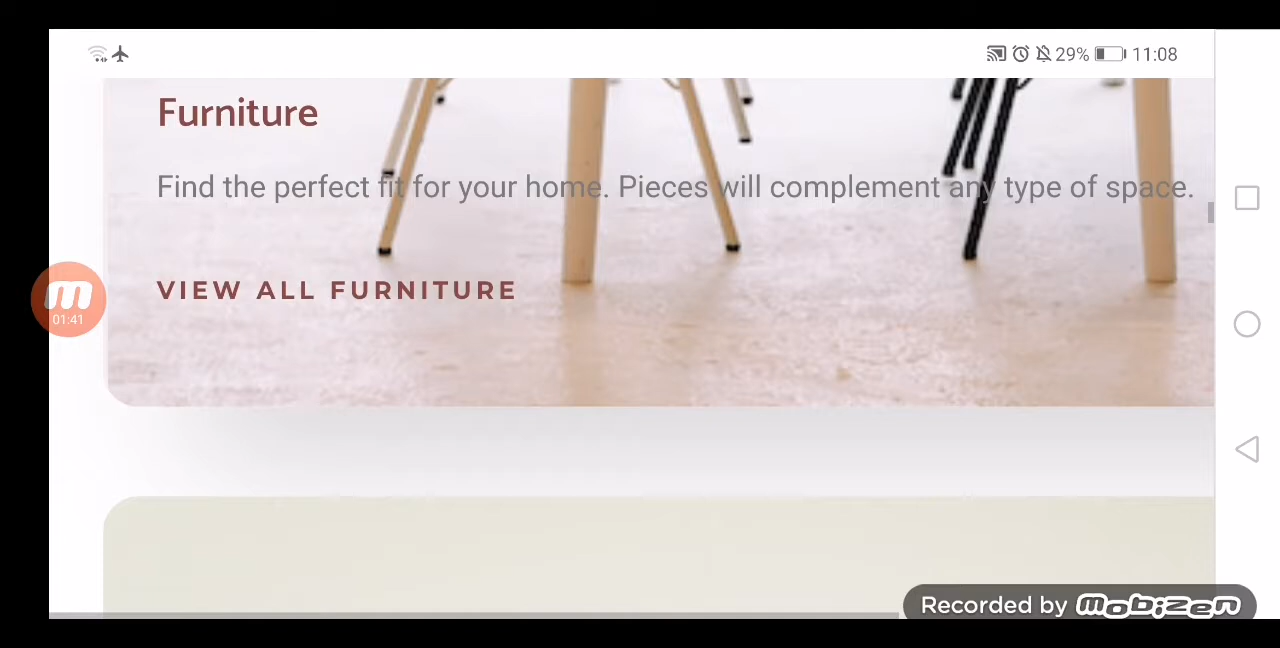 29% 11:08
Furniture
Find the perfect fit for your home. Pieces will complement any type of space.
VIEW ALL FURNITURE
01:41
Recorded by mobizen